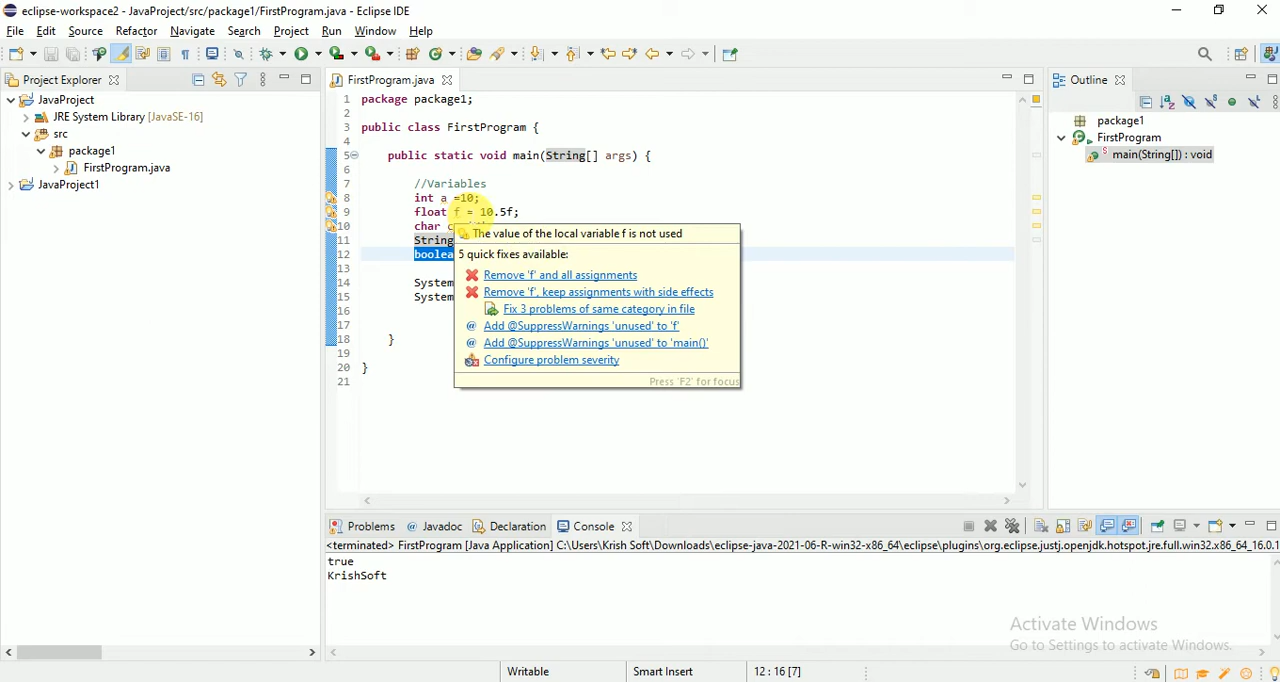 eclipse-workspace2 - JavaProject/src/package1/FirstProgram.java - Eclipse IDE
File Edit Source Refactor Navigate Search Project Run Window Help
Project Explorer
JavaProject
JRE System Library [JavaSE-16]
src
package1
FirstProgram.java
JavaProject1
FirstProgram.java
1 package package1;
2
3 public class FirstProgram {
4
5 public static void main(String[] args) {
6
7 //Variables
8 int a =10;
9 float f = 10.5f;
10 char
11 String
12 boolea
13
14 System
15 System
16
17
18 }
19
20 }
21
The value of the local variable f is not used
5 quick fixes available:
Remove 'f' and all assignments
Remove 'f', keep assignments with side effects
Fix 3 problems of same category in file
@ Add @SuppressWarnings 'unused' to 'f'
@ Add @SuppressWarnings 'unused' to 'main()'
Configure problem severity
Press 'F2' for focus
Outline
package1
FirstProgram
main(String[]) : void
Problems @ Javadoc Declaration Console
<terminated> FirstProgram [Java Application] C:\Users\Krish Soft\Downloads\eclipse-java-2021-06-R-win32-x86_64\eclipse\plugins\org.eclipse.justj.openjdk.hotspot.jre.full.win32.x86_64_16.0.1
true
KrishSoft
Activate Windows
Go to Settings to activate Windows.
Writable Smart Insert 12 : 16 [7]